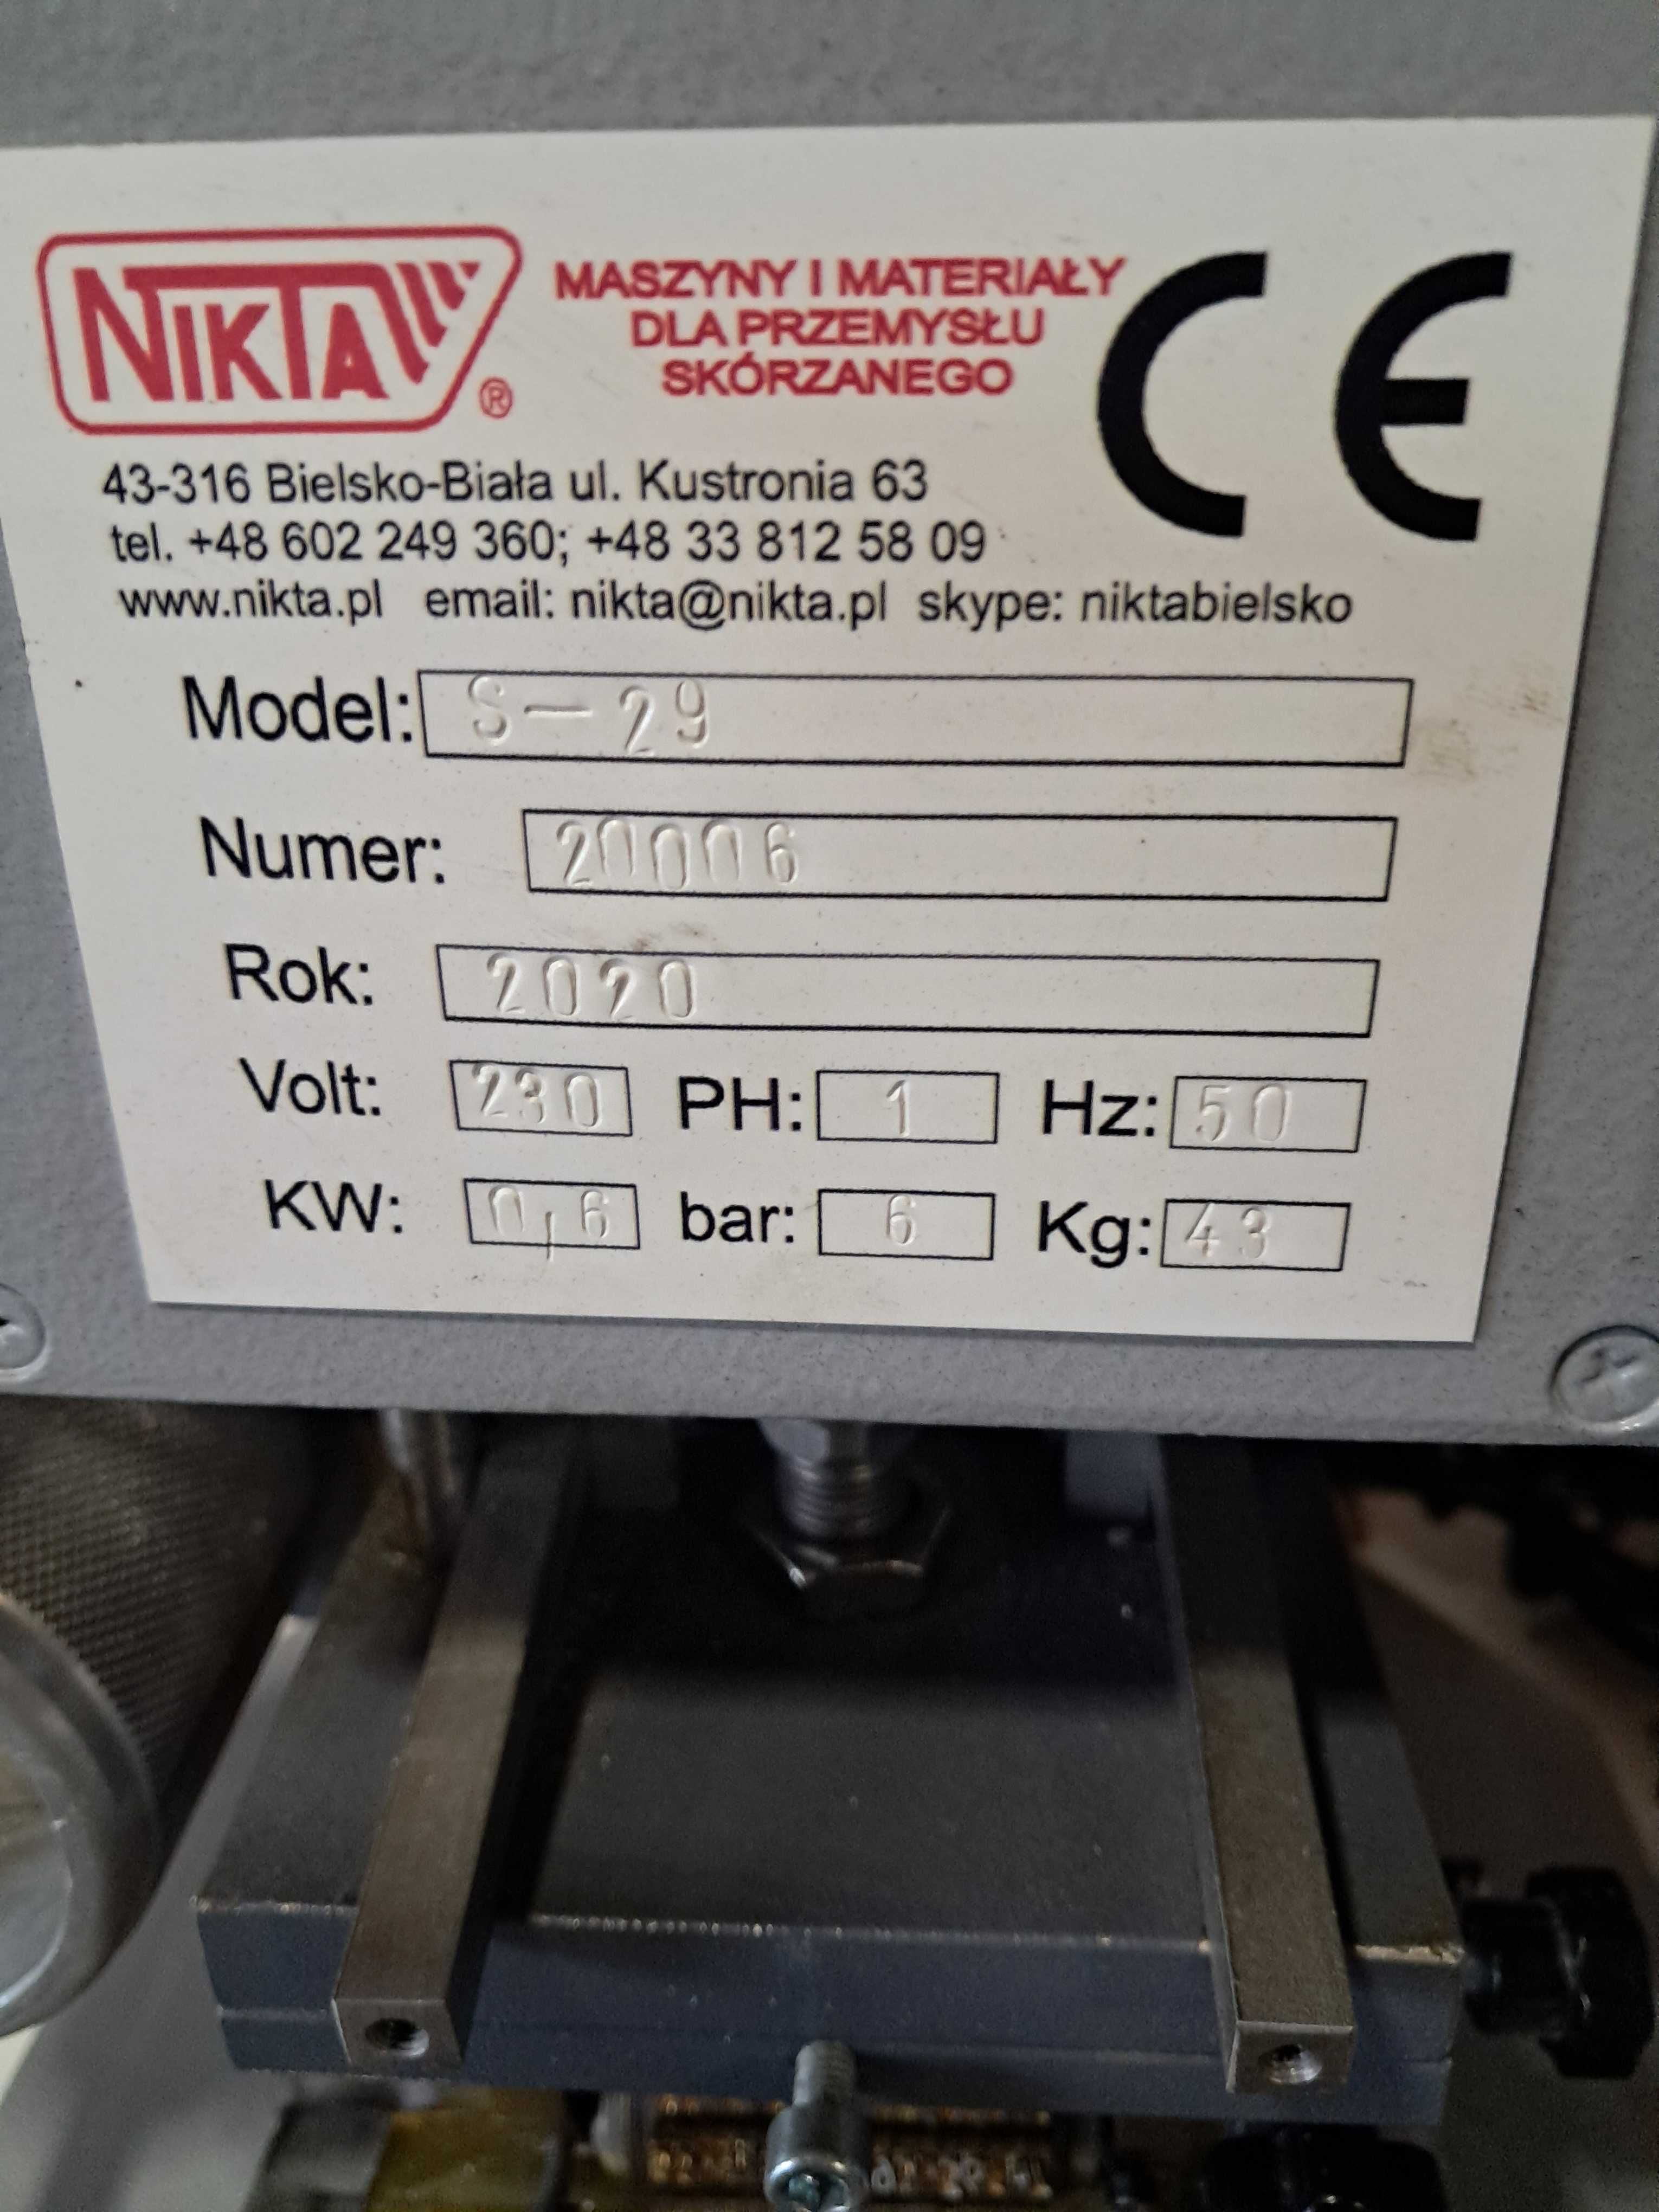 NIKTA ®
MASZYNY I MATERIAŁY
DLA PRZEMYSŁU
SKÓRZANEGO
CE
43-316 Bielsko-Biała ul. Kustronia 63
tel. +48 602 249 360; +48 33 812 58 09
www.nikta.pl email: nikta@nikta.pl skype: niktabielsko
Model: S-29
Numer: 20006
Rok: 2020
Volt: 230 PH: 1 Hz: 50
KW: 0,6 bar: 6 Kg: 43